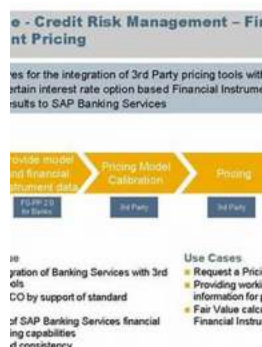 e - Credit Risk Management – Fi
nt Pricing
es for the integration of 3rd Party pricing tools with
ertain interest rate option based Financial Instrume
esults to SAP Banking Services
rovide model
nd financial
strument data
Pricing Model
Calibration
Pricing
FS-PP 2.0
for Banks
3rd Party
3rd Party
ue
gration of Banking Services with 3rd
ols
CO by support of standard
of SAP Banking Services financial
ng capabilities
d consistency
Use Cases
Request a Prici
Providing worki
information for p
Fair Value calcu
Financial Instru